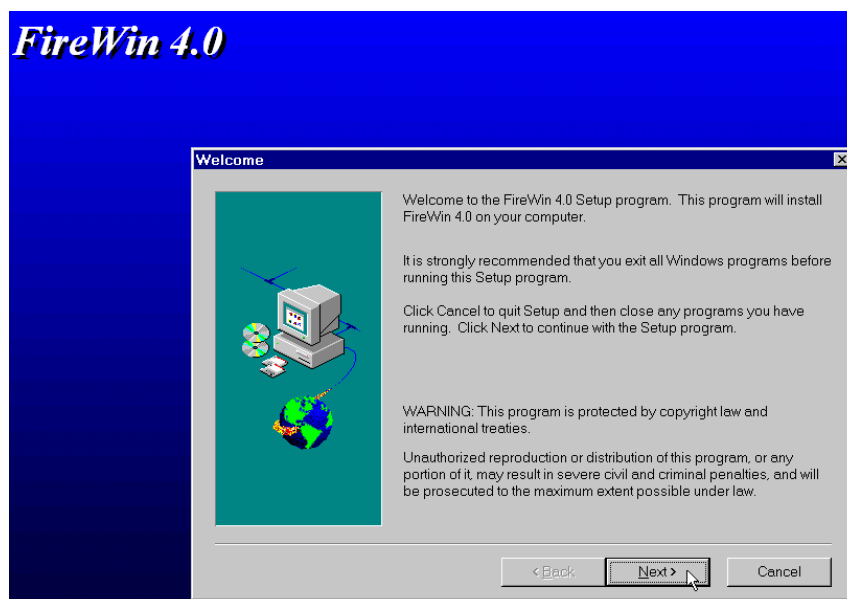 FireWin 4.0
Welcome
Welcome to the FireWin 4.0 Setup program. This program will install
FireWin 4.0 on your computer.
It is strongly recommended that you exit all Windows programs before
running this Setup program.
Click Cancel to quit Setup and then close any programs you have
running. Click Next to continue with the Setup program.
WARNING: This program is protected by copyright law and
international treaties.
Unauthorized reproduction or distribution of this program, or any
portion of it, may result in severe civil and criminal penalties, and will
be prosecuted to the maximum extent possible under law.
< Back Next > Cancel